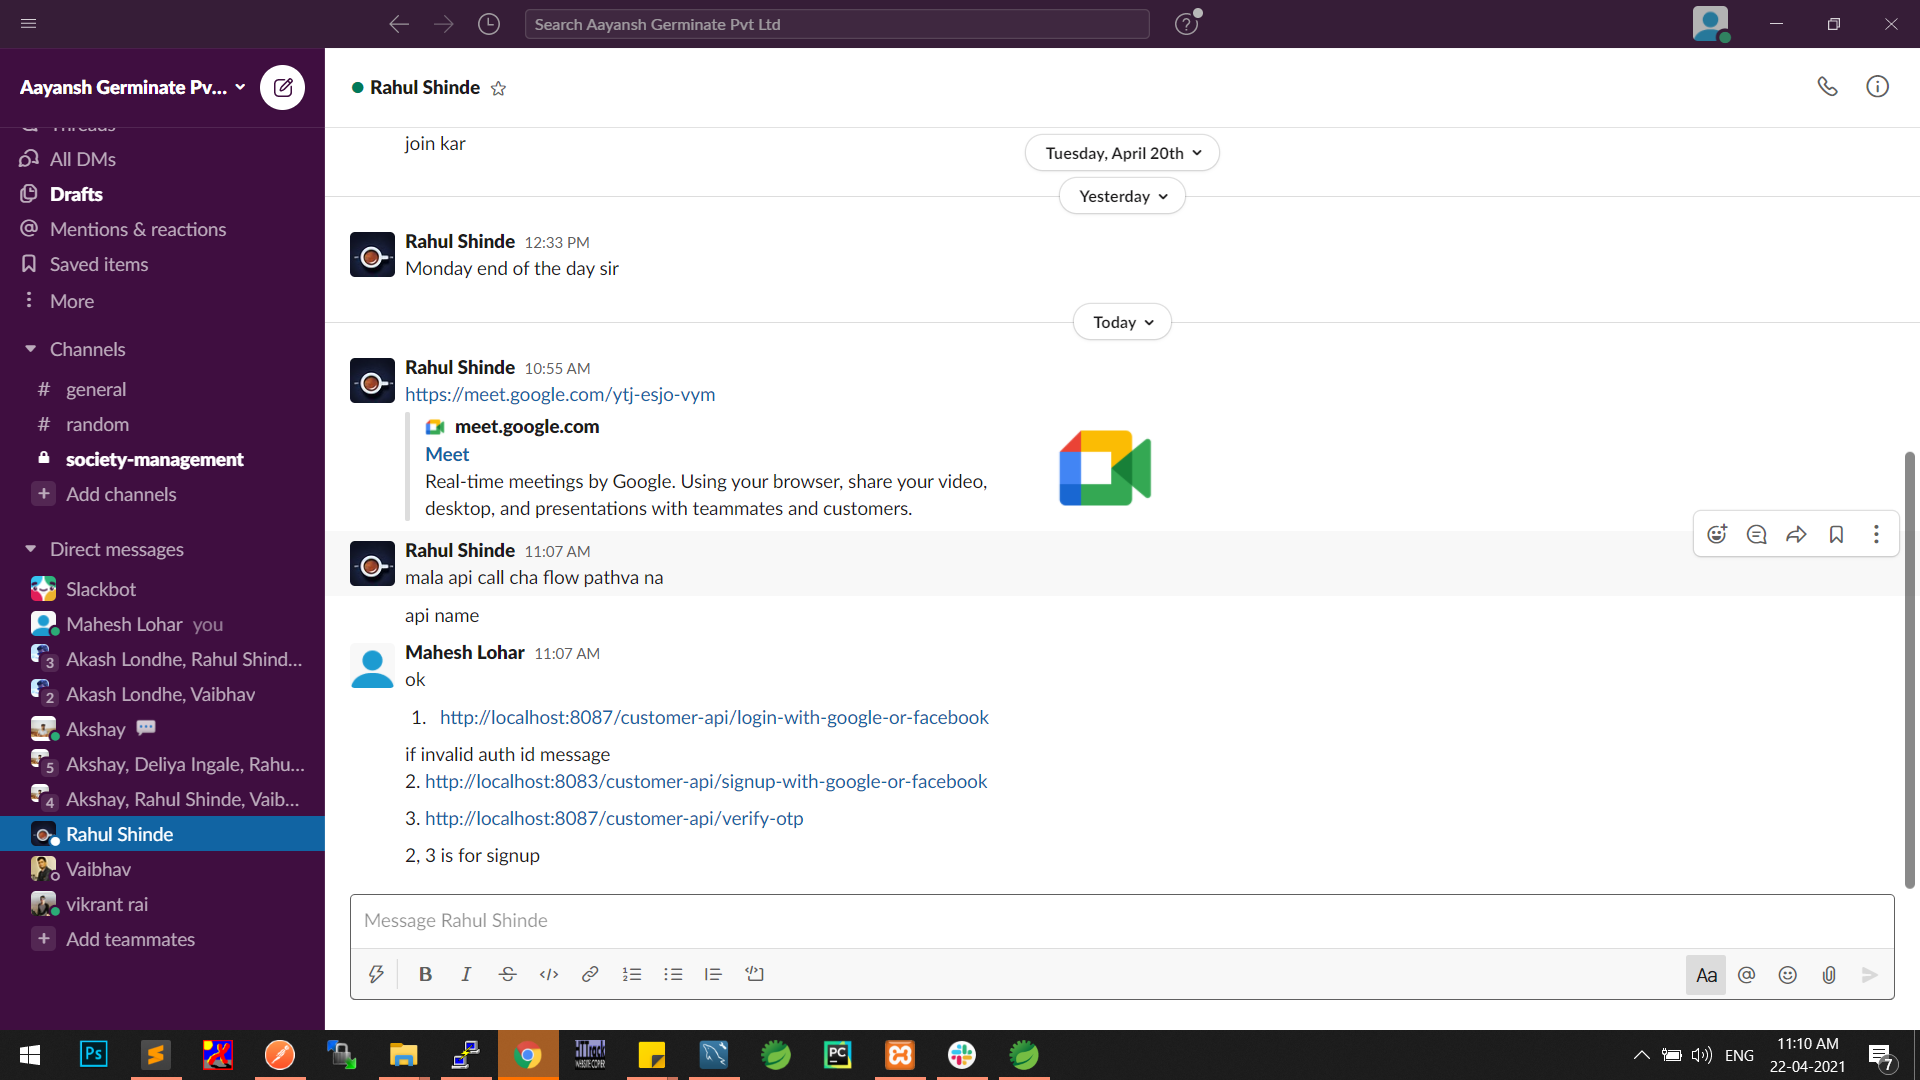 Search Aayansh Germinate Pvt Ltd
Aayansh Germinate Pv...
Threads
All DMs
Drafts
Mentions & reactions
Saved items
More
Channels
# general
# random
society-management
+ Add channels
Direct messages
Slackbot
Mahesh Lohar you
3 Akash Londhe, Rahul Shind...
2 Akash Londhe, Vaibhav
Akshay
5 Akshay, Deliya Ingale, Rahu...
4 Akshay, Rahul Shinde, Vaib...
Rahul Shinde
Vaibhav
vikrant rai
+ Add teammates
Rahul Shinde
join kar
Tuesday, April 20th
Yesterday
Rahul Shinde 12:33 PM
Monday end of the day sir
Today
Rahul Shinde 10:55 AM
https://meet.google.com/ytj-esjo-vym
meet.google.com
Meet
Real-time meetings by Google. Using your browser, share your video,
desktop, and presentations with teammates and customers.
Rahul Shinde 11:07 AM
mala api call cha flow pathva na
api name
Mahesh Lohar 11:07 AM
ok
1. http://localhost:8087/customer-api/login-with-google-or-facebook
if invalid auth id message
2. http://localhost:8083/customer-api/signup-with-google-or-facebook
3. http://localhost:8087/customer-api/verify-otp
2, 3 is for signup
Message Rahul Shinde
B I S </> Aa @
Ps
HTTrack
WEBSITE COPIER
PC
ENG
11:10 AM
22-04-2021
7